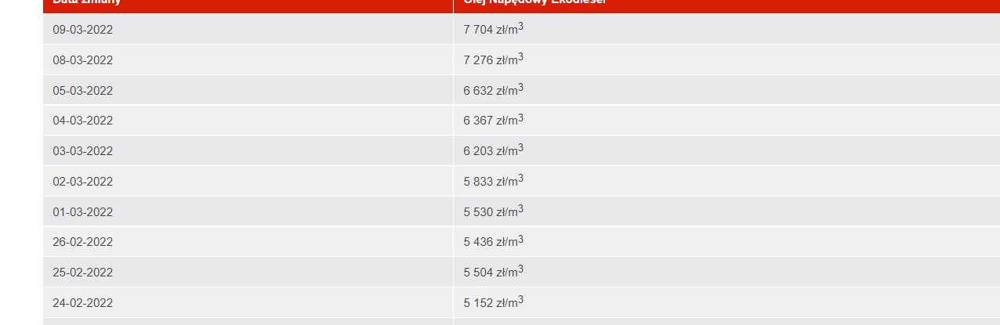 Data zmiany Olej Napędowy Ekodiesel
09-03-2022 7 704 zł/m³
08-03-2022 7 276 zł/m³
05-03-2022 6 632 zł/m³
04-03-2022 6 367 zł/m³
03-03-2022 6 203 zł/m³
02-03-2022 5 833 zł/m³
01-03-2022 5 530 zł/m³
26-02-2022 5 436 zł/m³
25-02-2022 5 504 zł/m³
24-02-2022 5 152 zł/m³